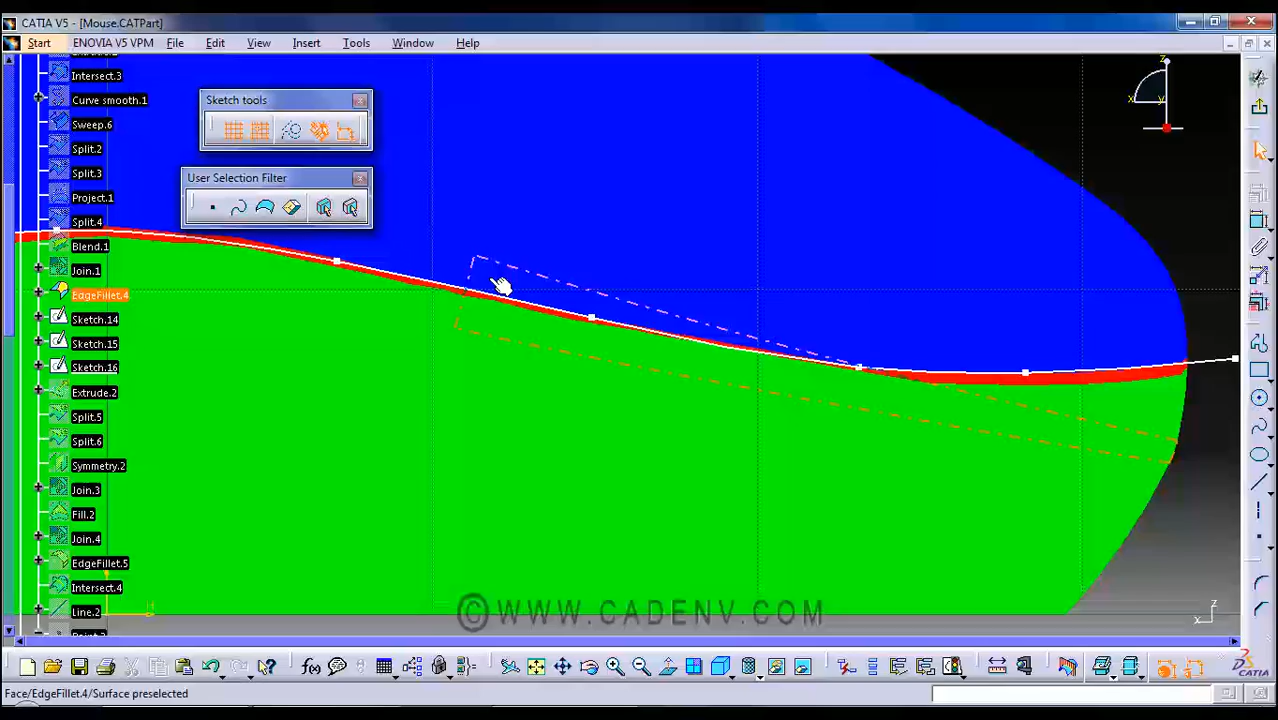 CATIA V5 - [Mouse.CATPart]
Start ENOVIA V5 VPM File Edit View Insert Tools Window Help
Intersect.3
Curve smooth.1
Sweep.6
Split.2
Split.3
Project.1
Split.4
Blend.1
Join.1
EdgeFillet.4
Sketch.14
Sketch.15
Sketch.16
Extrude.2
Split.5
Split.6
Symmetry.2
Join.3
Fill.2
Join.4
EdgeFillet.5
Intersect.4
Line.2
Sketch tools
User Selection Filter
z
x
y
H
©WWW.CADENV.COM
z
x
f(x)
DS CATIA
Face/EdgeFillet.4/Surface preselected